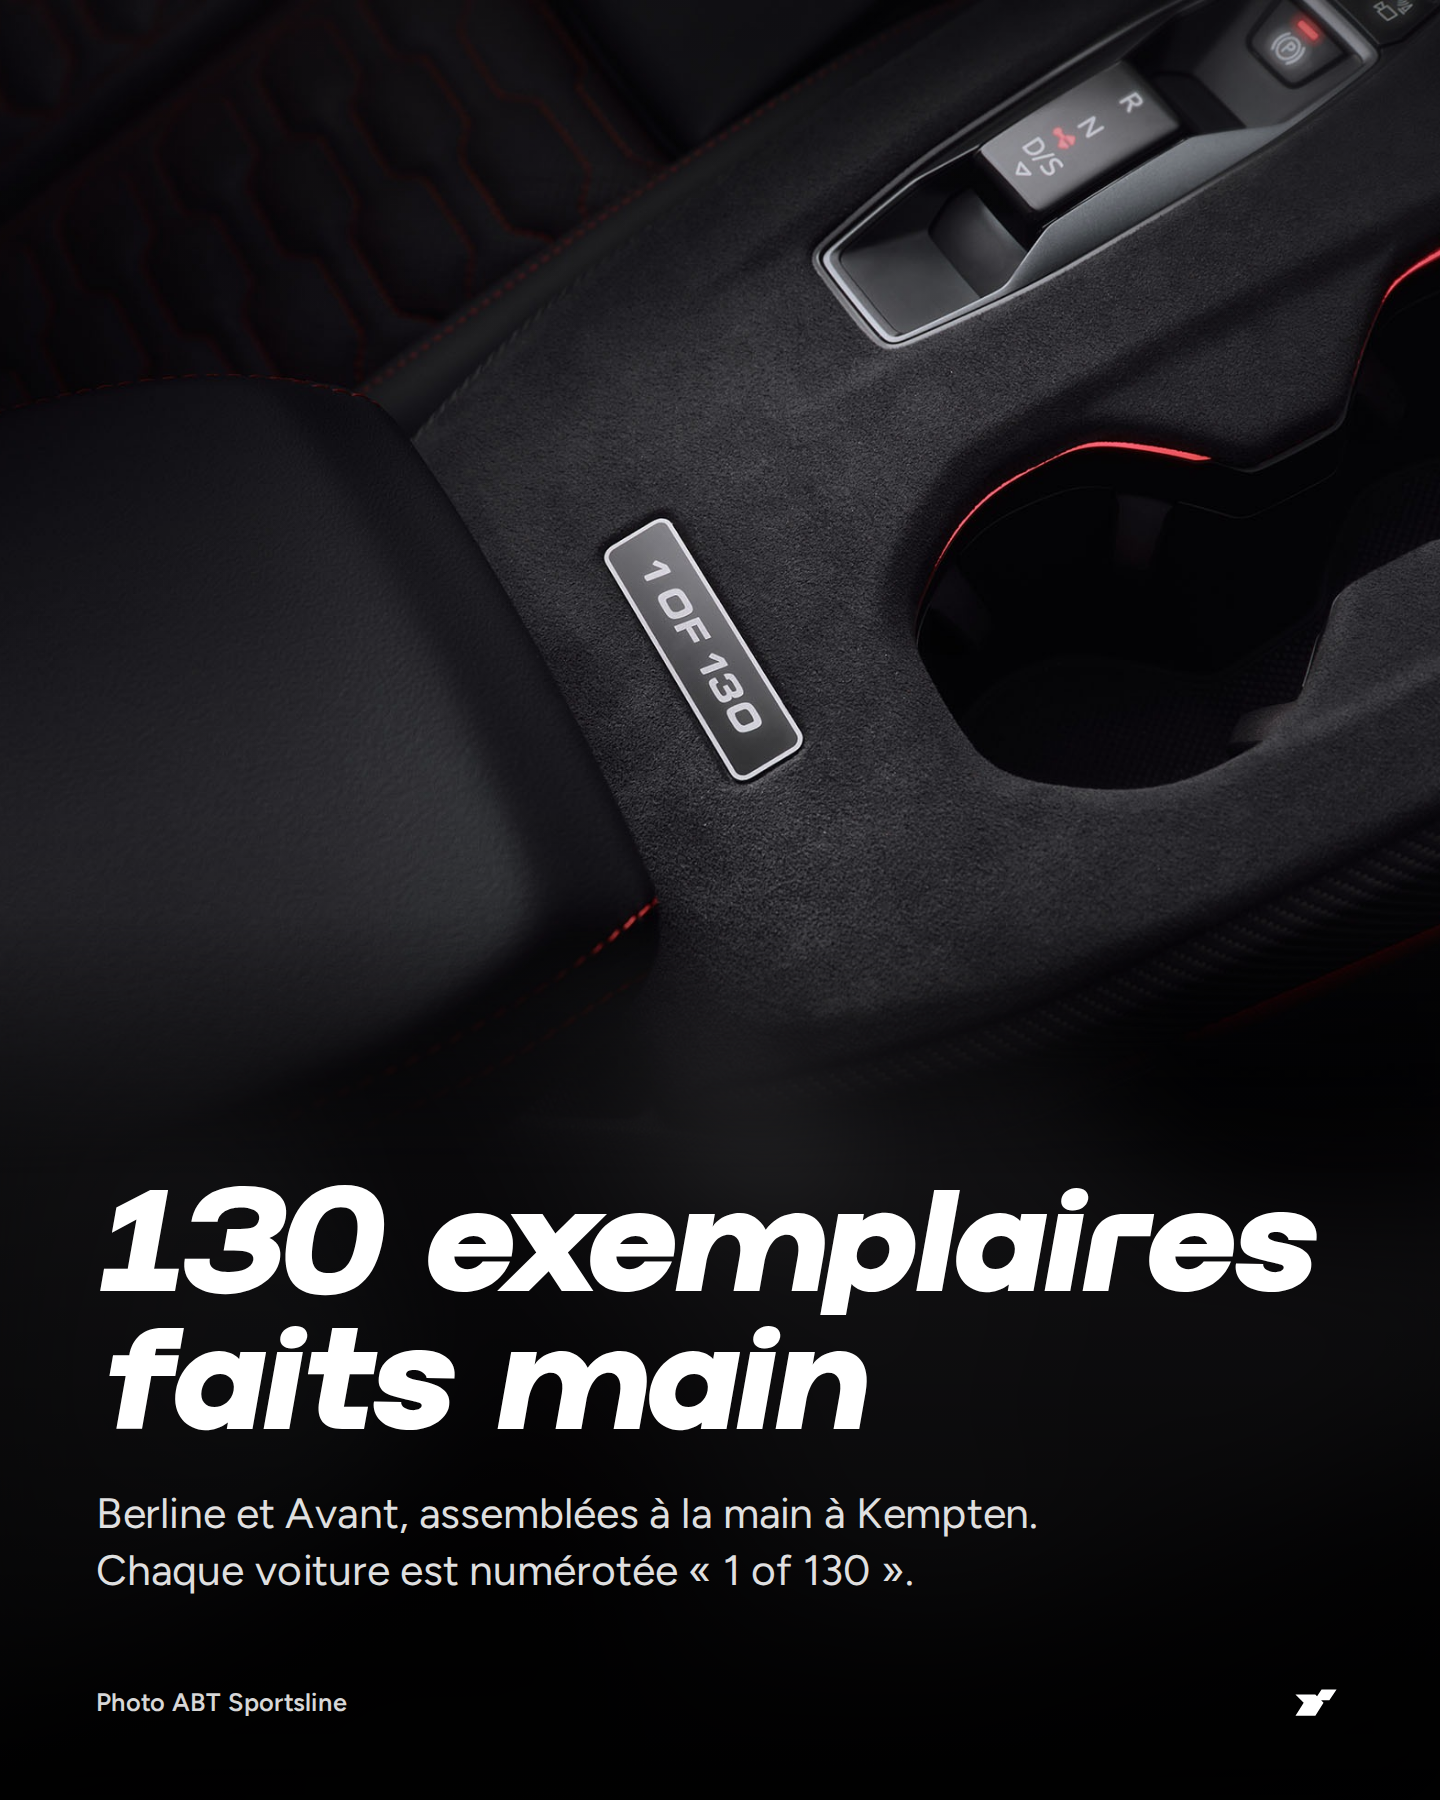 R
N
D/S
P
1 OF 130
130 exemplaires
faits main
Berline et Avant, assemblées à la main à Kempten.
Chaque voiture est numérotée « 1 of 130 ».
Photo ABT Sportsline